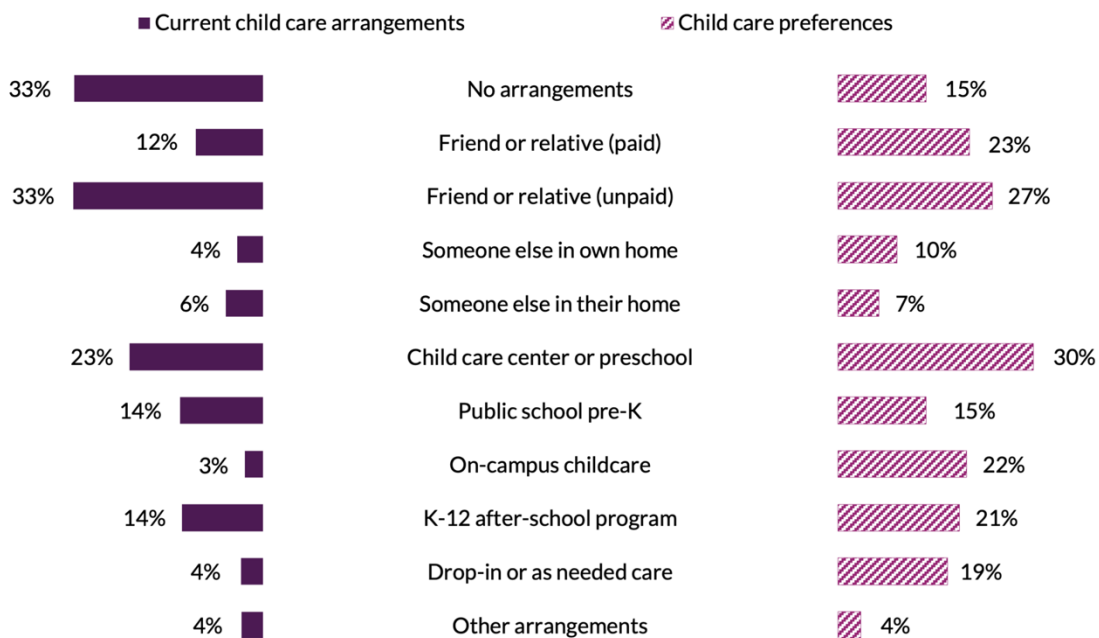 Current child care arrangements Child care preferences
33% No arrangements 15%
12% Friend or relative (paid) 23%
33% Friend or relative (unpaid) 27%
4% Someone else in own home 10%
6% Someone else in their home 7%
23% Child care center or preschool 30%
14% Public school pre-K 15%
3% On-campus childcare 22%
14% K-12 after-school program 21%
4% Drop-in or as needed care 19%
4% Other arrangements 4%